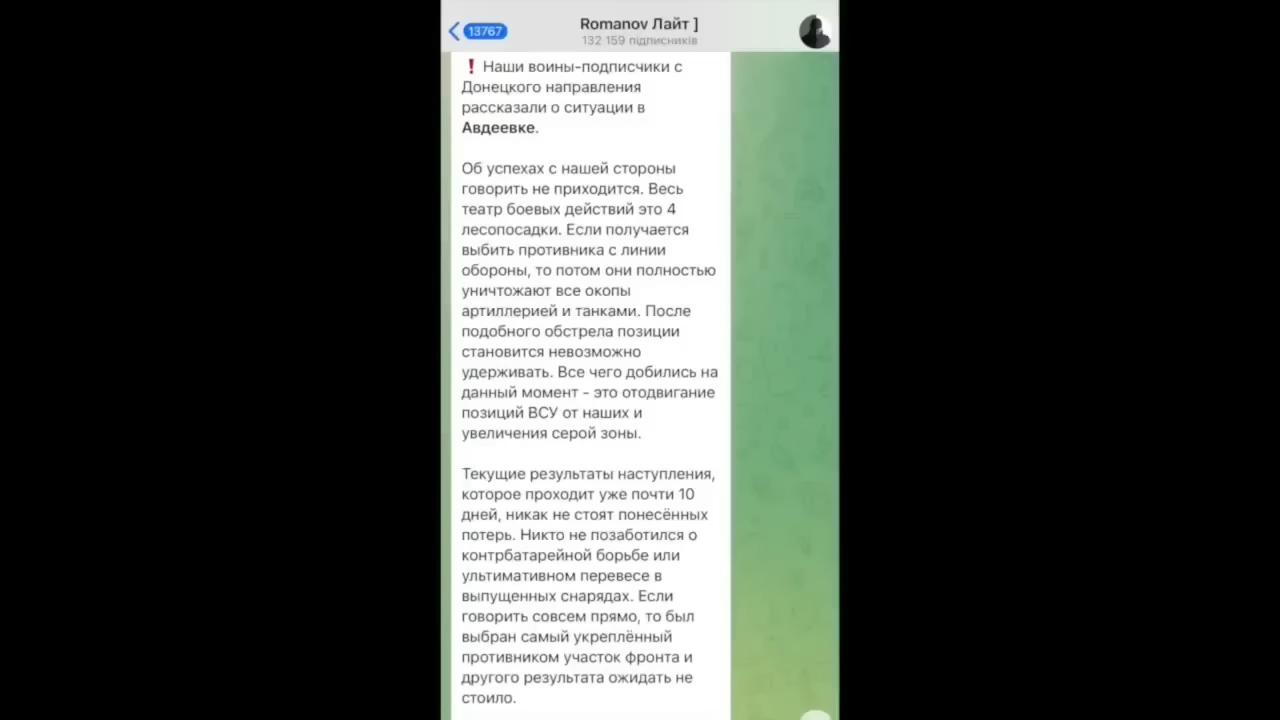 Romanov Лайт ]
13767
132 159 підписників
❗ Наши воины-подписчики с
Донецкого направления
рассказали о ситуации в
Авдеевке.
Об успехах с нашей стороны
говорить не приходится. Весь
театр боевых действий это 4
лесопосадки. Если получается
выбить противника с линии
обороны, то потом они полностью
уничтожают все окопы
артиллерией и танками. После
подобного обстрела позиции
становится невозможно
удерживать. Все чего добились на
данный момент - это отодвигание
позиций ВСУ от наших и
увеличения серой зоны.
Текущие результаты наступления,
которое проходит уже почти 10
дней, никак не стоят понесённых
потерь. Никто не позаботился о
контрбатарейной борьбе или
ультимативном перевесе в
выпущенных снарядах. Если
говорить совсем прямо, то был
выбран самый укреплённый
противником участок фронта и
другого результата ожидать не
стоило.